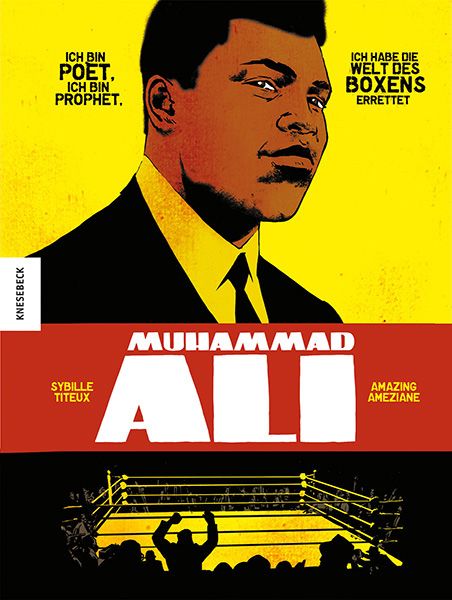 ICH BIN
POET,
ICH BIN
PROPHET,
ICH HABE DIE
WELT DES
BOXENS
ERRETTET
KNESEBECK
MUHAMMAD
ALI
SYBILLE
TITEUX
AMAZING
AMEZIANE